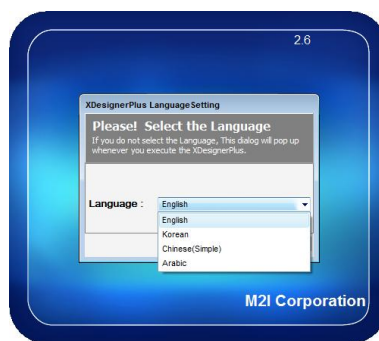 2.6
XDesignerPlus LanguageSetting
Please! Select the Language
If you do not select the Language, This dialog will pop up
whenever you execute the XDesignerPlus.
Language : English
English
Korean
Chinese(Simple)
Arabic
M2I Corporation